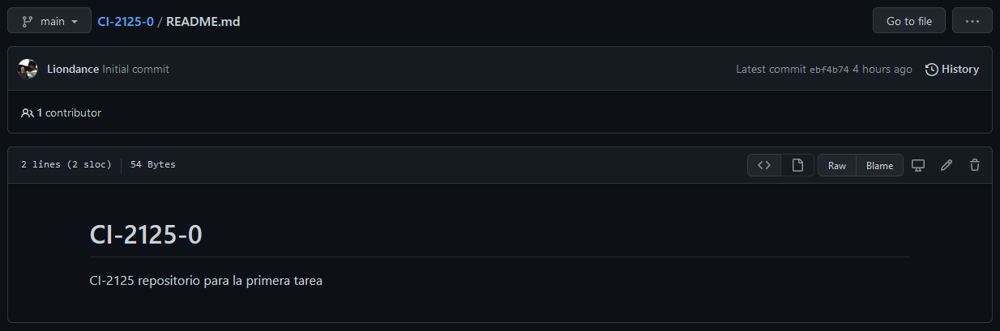 main CI-2125-0 / README.md Go to file ...
Liondance Initial commit Latest commit ebf4b74 4 hours ago History
1 contributor
2 lines (2 sloc) 54 Bytes <> Raw Blame
CI-2125-0
CI-2125 repositorio para la primera tarea